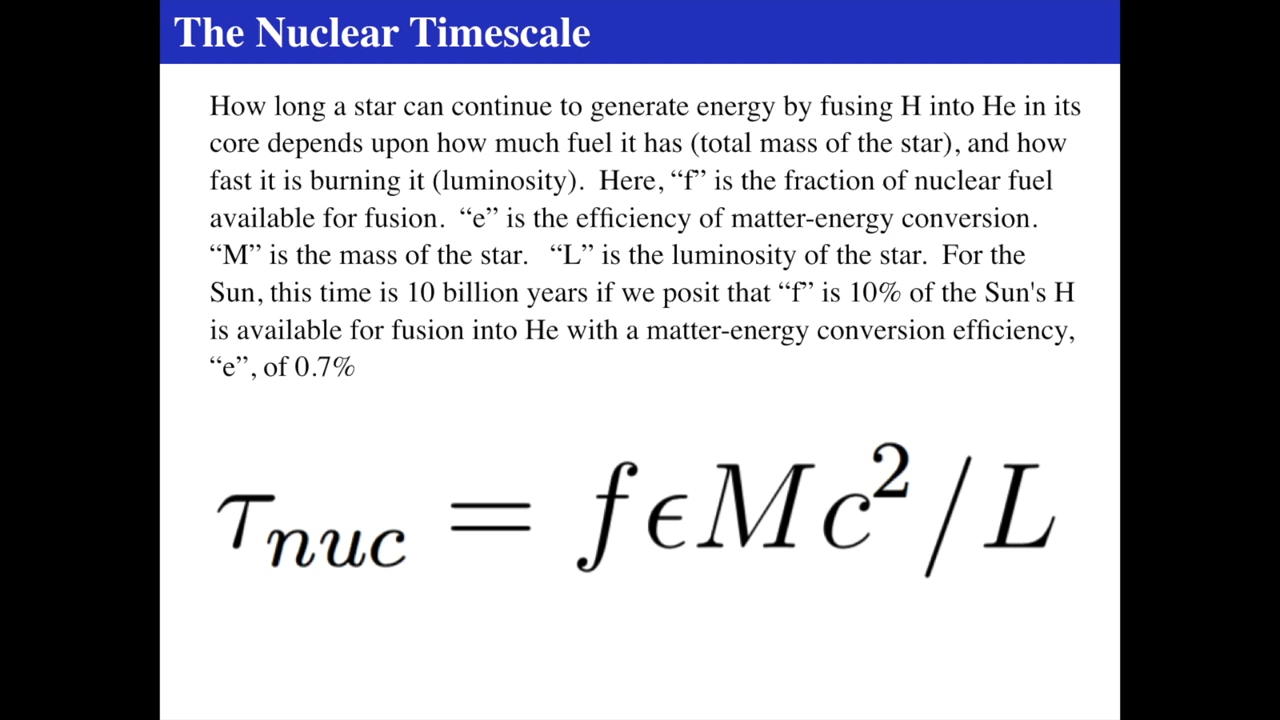 The Nuclear Timescale
How long a star can continue to generate energy by fusing H into He in its
core depends upon how much fuel it has (total mass of the star), and how
fast it is burning it (luminosity).  Here, “f” is the fraction of nuclear fuel
available for fusion.  “e” is the efficiency of matter-energy conversion.
“M” is the mass of the star.   “L” is the luminosity of the star.  For the
Sun, this time is 10 billion years if we posit that “f” is 10% of the Sun's H
is available for fusion into He with a matter-energy conversion efficiency,
“e”, of 0.7%
τ_nuc = fϵMc²/L